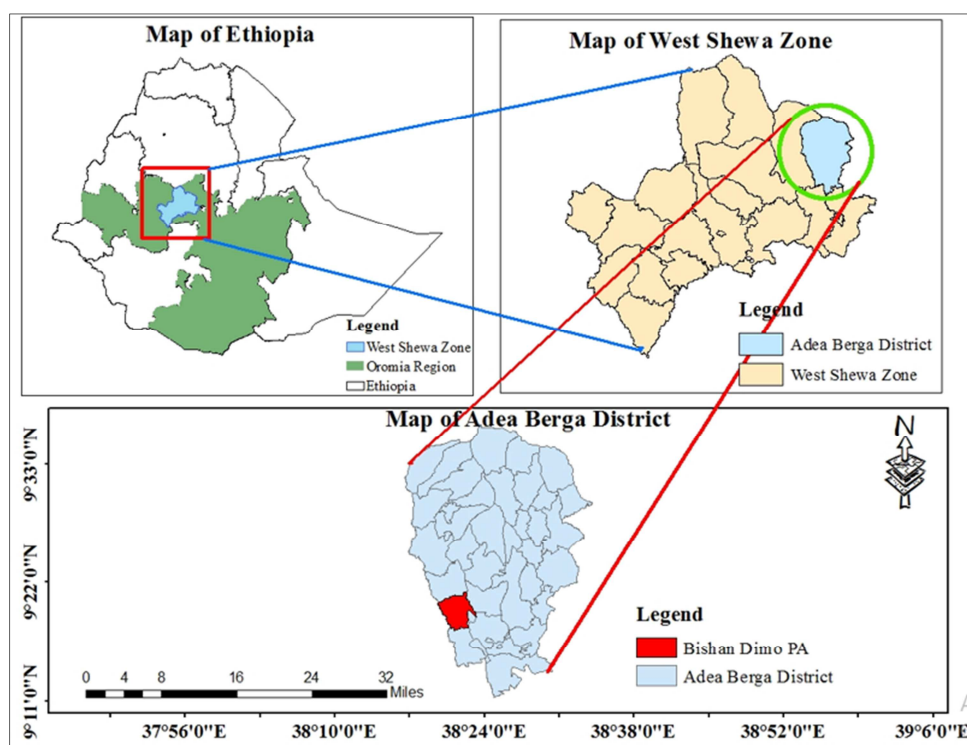 Map of Ethiopia
Legend
West Shewa Zone
Oromia Region
Ethiopia
Map of West Shewa Zone
Legend
Adea Berga District
West Shewa Zone
Map of Adea Berga District
N
9°33'0"N
9°22'0"N
9°11'0"N
Legend
Bishan Dimo PA
Adea Berga District
0 4 8 16 24 32
Miles
37°56'0"E 38°10'0"E 38°24'0"E 38°38'0"E 38°52'0"E 39°6'0"E